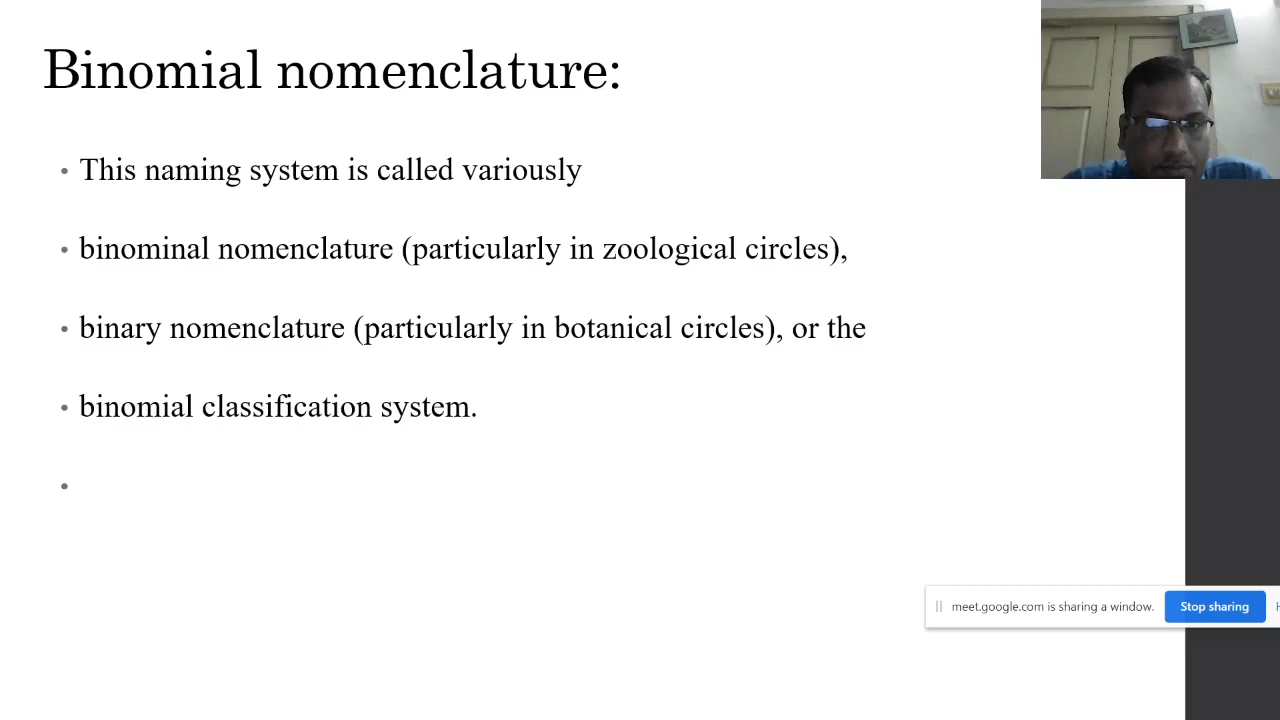 Binomial nomenclature:
• This naming system is called variously
• binominal nomenclature (particularly in zoological circles),
• binary nomenclature (particularly in botanical circles), or the
• binomial classification system.
•
meet.google.com is sharing a window. Stop sharing